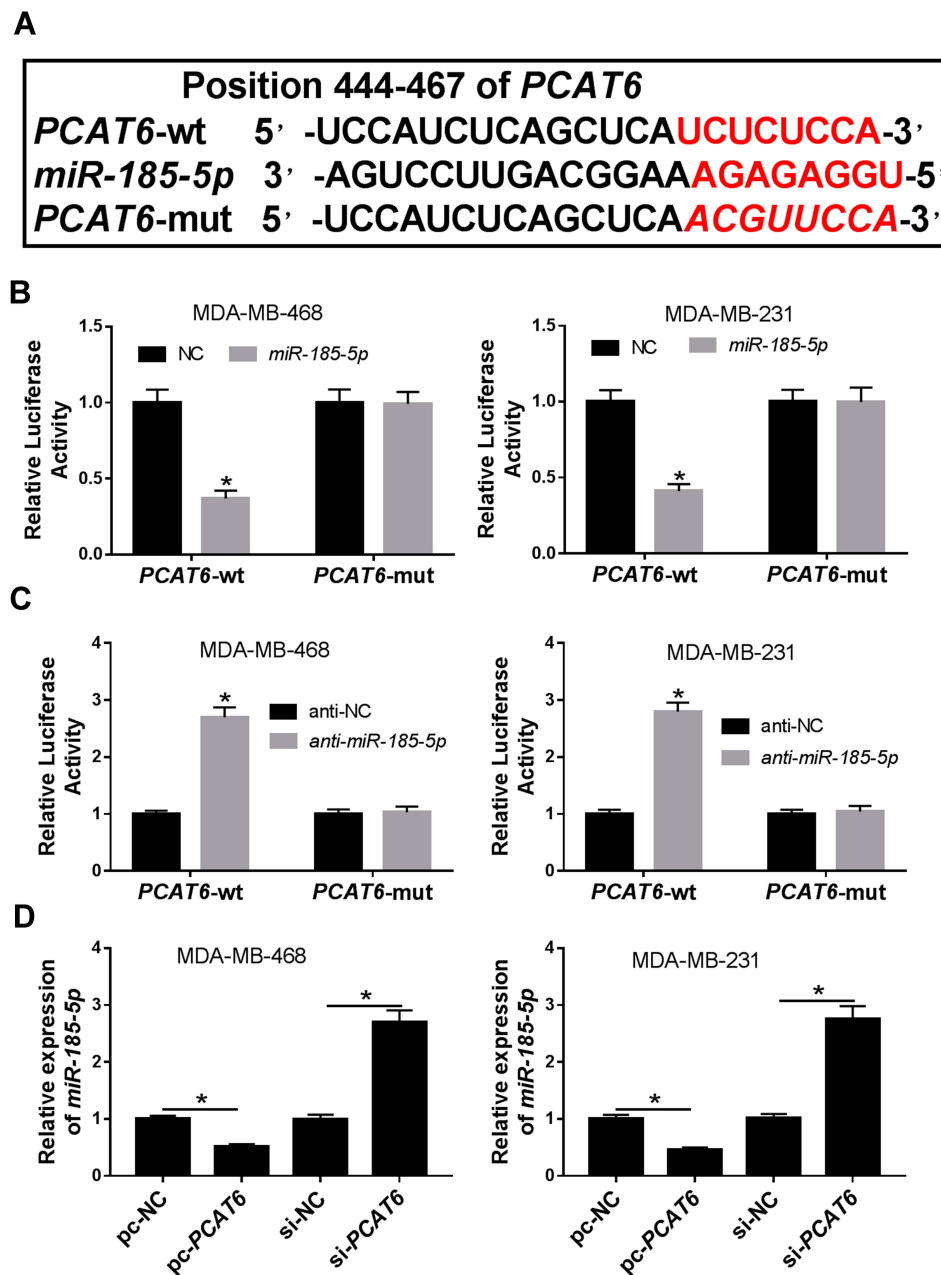 A
Position 444-467 of PCAT6
PCAT6-wt 5’ -UCCAUCUCAGCUCAUCUCUCCA-3’
miR-185-5p 3’ -AGUCCUUGACGGAAAGAGAGGU-5’
PCAT6-mut 5’ -UCCAUCUCAGCUCAACGUUCCA-3’
B
MDA-MB-468
Relative Luciferase
Activity
1.5
1.0
0.5
0.0
NC
miR-185-5p
*
PCAT6-wt
PCAT6-mut
MDA-MB-231
Relative Luciferase
Activity
1.5
1.0
0.5
0.0
NC
miR-185-5p
*
PCAT6-wt
PCAT6-mut
C
MDA-MB-468
Relative Luciferase
Activity
4
3
2
1
0
*
anti-NC
anti-miR-185-5p
PCAT6-wt
PCAT6-mut
MDA-MB-231
Relative Luciferase
Activity
4
3
2
1
0
*
anti-NC
anti-miR-185-5p
PCAT6-wt
PCAT6-mut
D
MDA-MB-468
Relative expression
of miR-185-5p
4
3
2
1
0
*
*
pc-NC
pc-PCAT6
si-NC
si-PCAT6
MDA-MB-231
Relative expression
of miR-185-5p
4
3
2
1
0
*
*
pc-NC
pc-PCAT6
si-NC
si-PCAT6